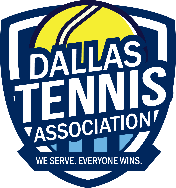 DALLAS
TENNIS
ASSOCIATION
WE SERVE. EVERYONE WINS.